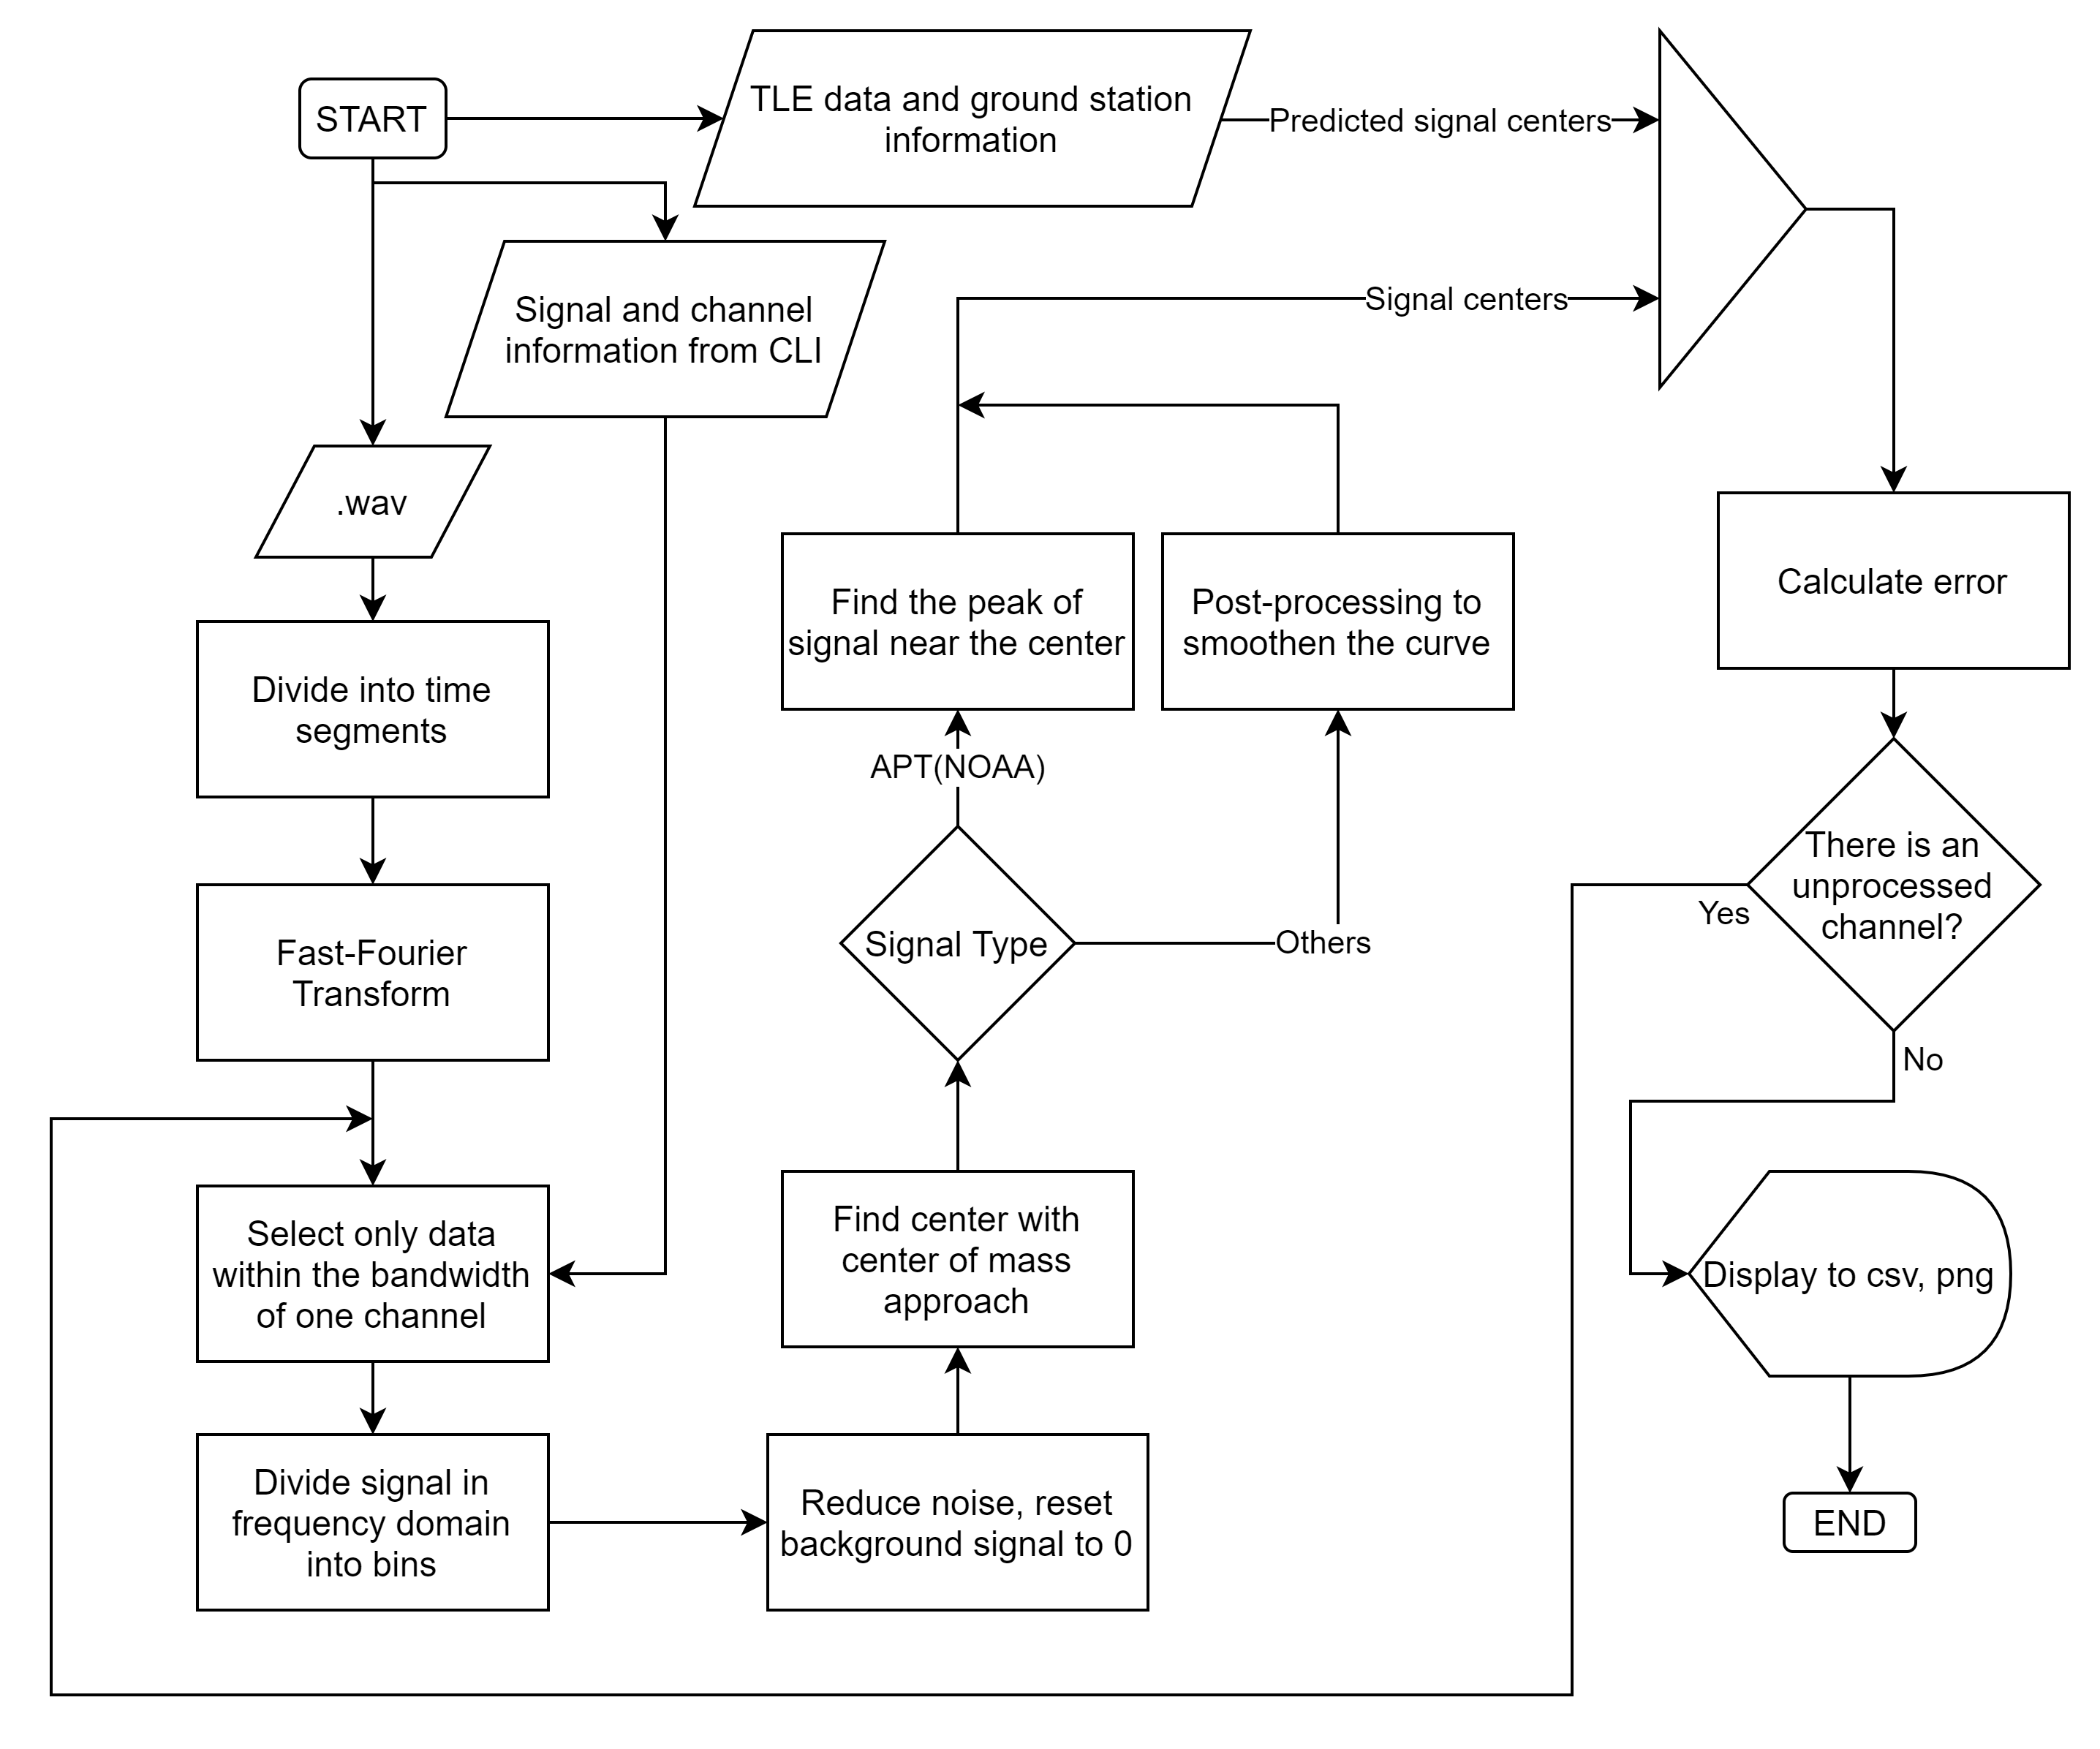 START
TLE data and ground station
information
Predicted signal centers
Signal and channel
information from CLI
Signal centers
.wav
Divide into time
segments
Fast-Fourier
Transform
Select only data
within the bandwidth
of one channel
Divide signal in
frequency domain
into bins
Reduce noise, reset
background signal to 0
Find center with
center of mass
approach
Signal Type
APT(NOAA)
Others
Find the peak of
signal near the center
Post-processing to
smoothen the curve
Calculate error
There is an
unprocessed
channel?
Yes
No
Display to csv, png
END